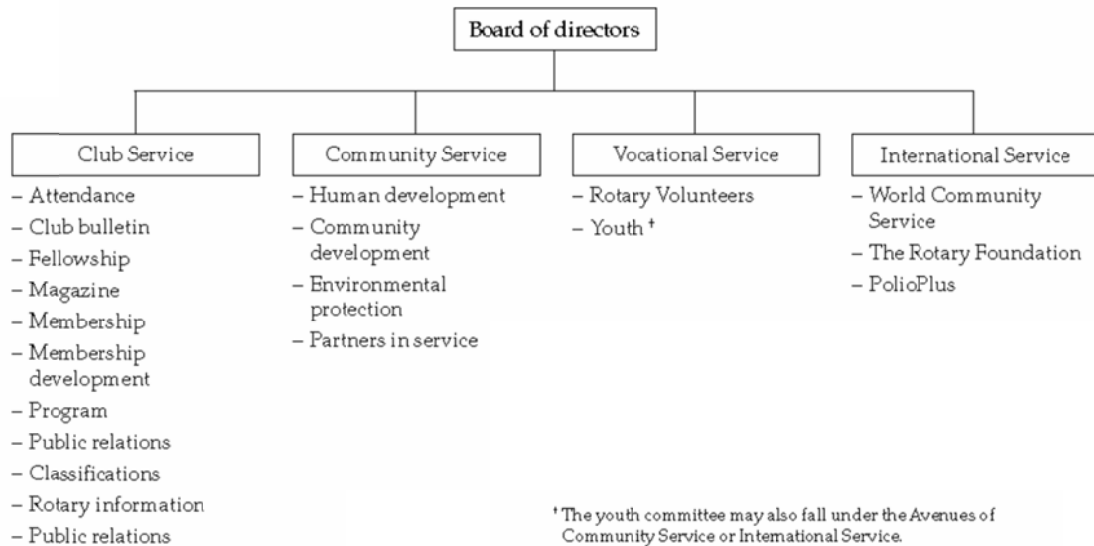 Board of directors
Club Service
– Attendance
– Club bulletin
– Fellowship
– Magazine
– Membership
– Membership
development
– Program
– Public relations
– Classifications
– Rotary information
– Public relations
Community Service
– Human development
– Community
development
– Environmental
protection
– Partners in service
Vocational Service
– Rotary Volunteers
– Youth †
International Service
– World Community
Service
– The Rotary Foundation
– PolioPlus
† The youth committee may also fall under the Avenues of
Community Service or International Service.